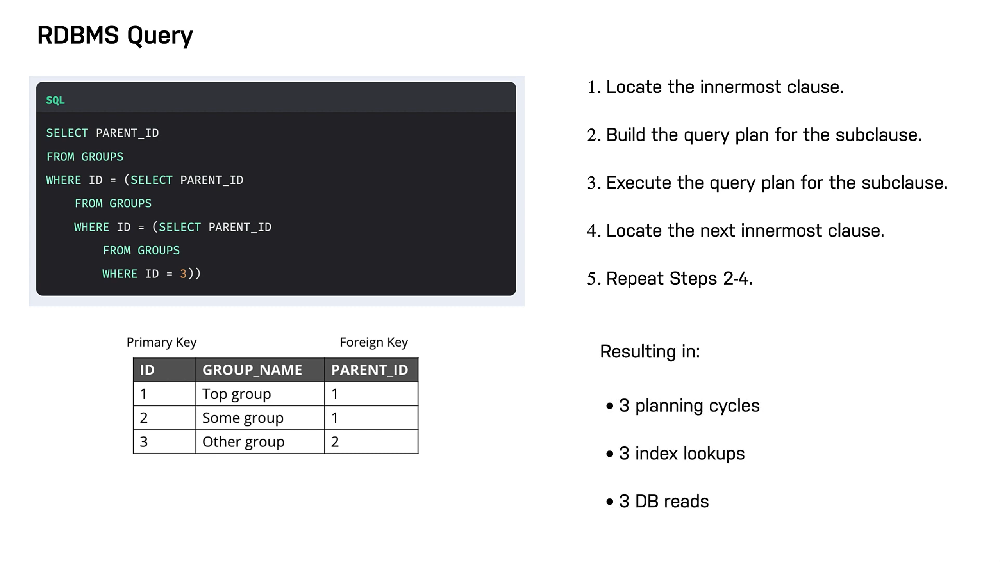 RDBMS Query
SQL
SELECT PARENT_ID
FROM GROUPS
WHERE ID = (SELECT PARENT_ID
FROM GROUPS
WHERE ID = (SELECT PARENT_ID
FROM GROUPS
WHERE ID = 3))
Primary Key Foreign Key
ID GROUP_NAME PARENT_ID
1 Top group 1
2 Some group 1
3 Other group 2
1. Locate the innermost clause.
2. Build the query plan for the subclause.
3. Execute the query plan for the subclause.
4. Locate the next innermost clause.
5. Repeat Steps 2-4.
Resulting in:
• 3 planning cycles
• 3 index lookups
• 3 DB reads